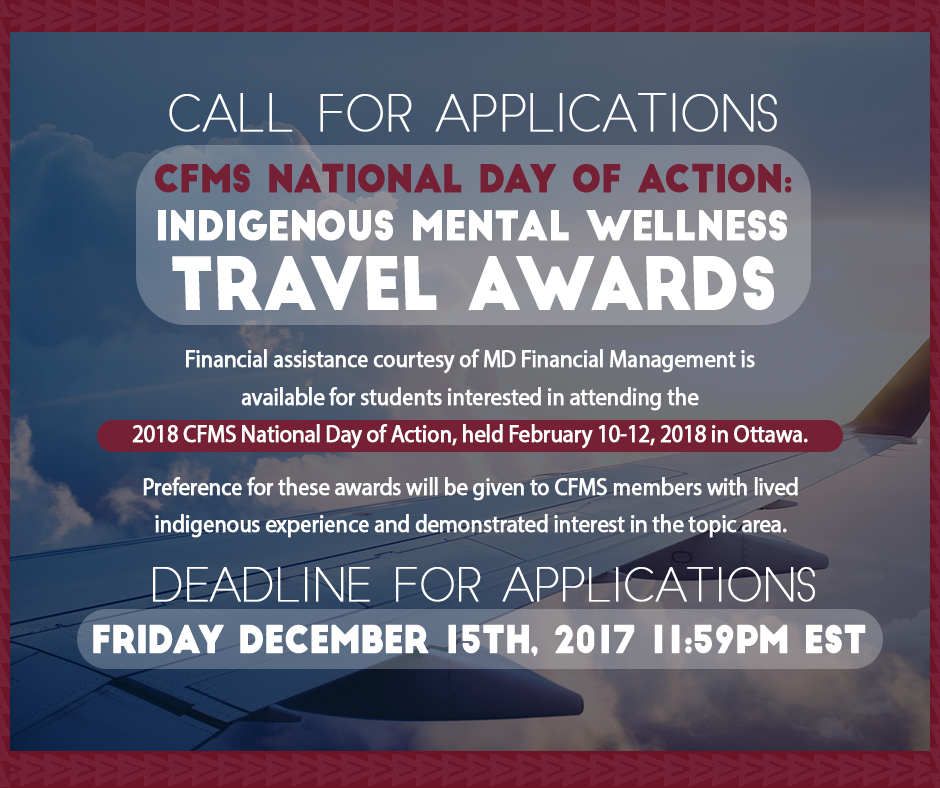 CALL FOR APPLICATIONS
CFMS NATIONAL DAY OF ACTION:
INDIGENOUS MENTAL WELLNESS
TRAVEL AWARDS
Financial assistance courtesy of MD Financial Management is
available for students interested in attending the
2018 CFMS National Day of Action, held February 10-12, 2018 in Ottawa.
Preference for these awards will be given to CFMS members with lived
indigenous experience and demonstrated interest in the topic area.
DEADLINE FOR APPLICATIONS
FRIDAY DECEMBER 15TH, 2017 11:59PM EST